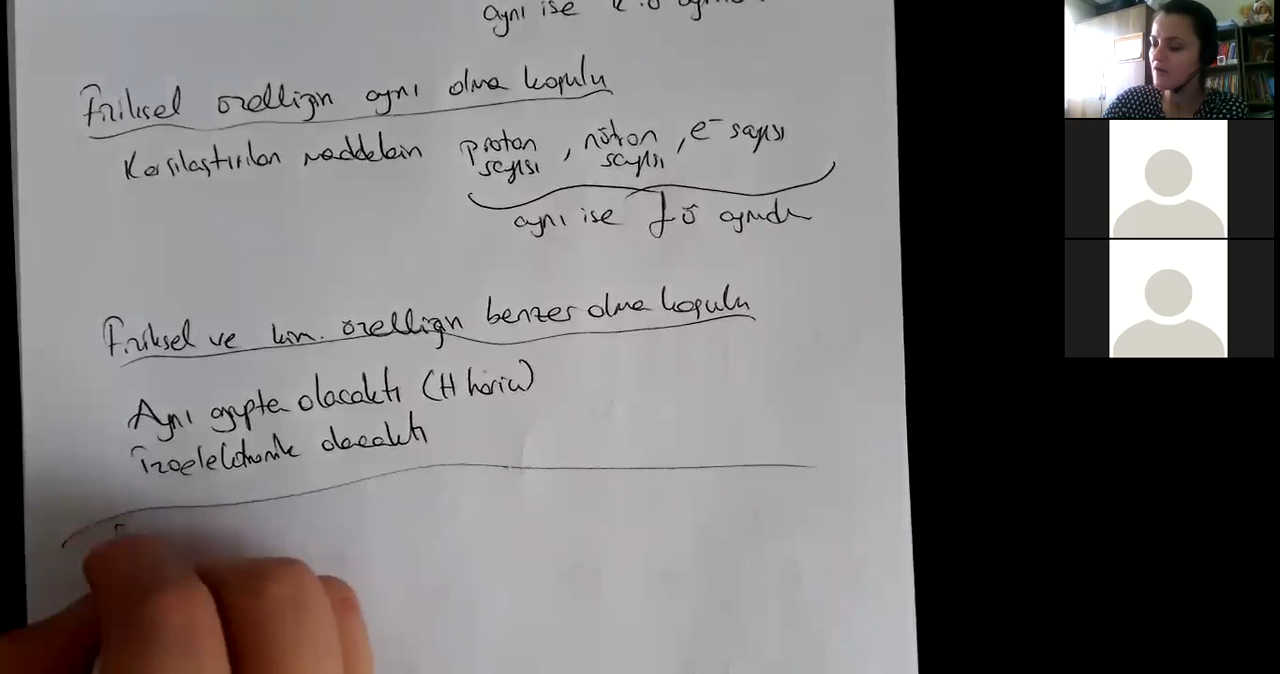 aynı ise
Fiziksel özelliğin aynı olma koşulu
Karşılaştırılan maddelerin proton sayısı, nötron sayısı, e⁻ sayısı
aynı ise f.ö aynıdır
Fiziksel ve kim. özelliğin benzer olma koşulu
Aynı grupta olacaktı (H hariç)
İzoelektronik olacaktı